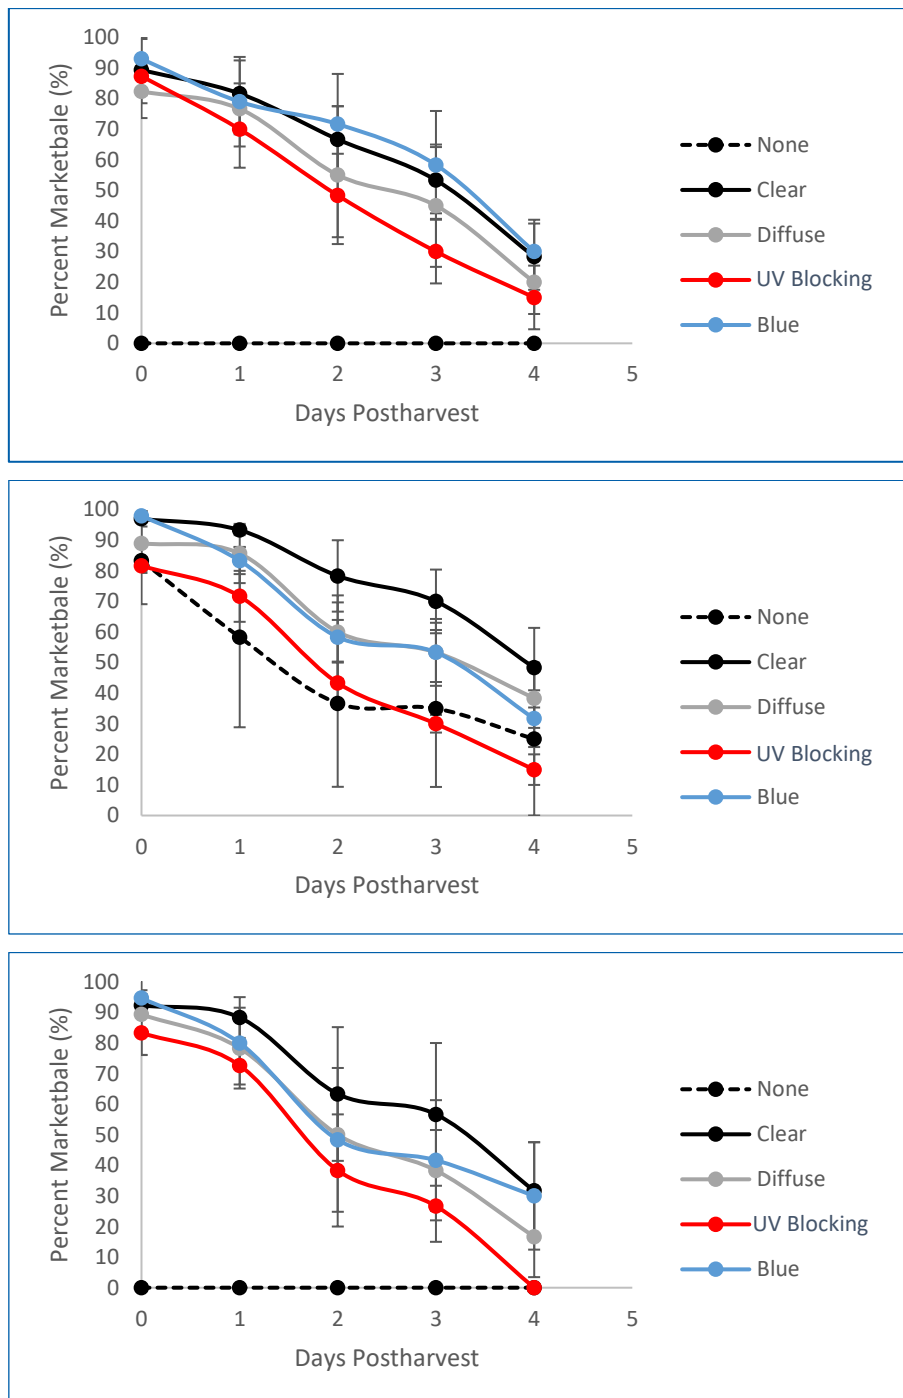 100
90
80
70
60
50
40
30
20
10
0
Percent Marketbale (%)
0 1 2 3 4 5
Days Postharvest
None
Clear
Diffuse
UV Blocking
Blue
100
90
80
70
60
50
40
30
20
10
0
Percent Marketbale (%)
0 1 2 3 4 5
Days Postharvest
None
Clear
Diffuse
UV Blocking
Blue
100
90
80
70
60
50
40
30
20
10
0
Percent Marketbale (%)
0 1 2 3 4 5
Days Postharvest
None
Clear
Diffuse
UV Blocking
Blue